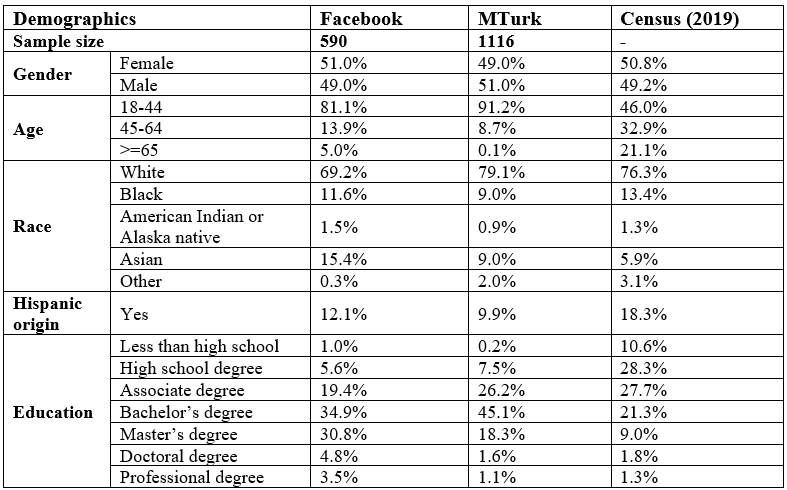 Demographics Facebook MTurk Census (2019)
Sample size 590 1116 -
Gender Female 51.0% 49.0% 50.8%
Male 49.0% 51.0% 49.2%
Age 18-44 81.1% 91.2% 46.0%
45-64 13.9% 8.7% 32.9%
>=65 5.0% 0.1% 21.1%
Race White 69.2% 79.1% 76.3%
Black 11.6% 9.0% 13.4%
American Indian or
Alaska native 1.5% 0.9% 1.3%
Asian 15.4% 9.0% 5.9%
Other 0.3% 2.0% 3.1%
Hispanic
origin Yes 12.1% 9.9% 18.3%
Education Less than high school 1.0% 0.2% 10.6%
High school degree 5.6% 7.5% 28.3%
Associate degree 19.4% 26.2% 27.7%
Bachelor’s degree 34.9% 45.1% 21.3%
Master’s degree 30.8% 18.3% 9.0%
Doctoral degree 4.8% 1.6% 1.8%
Professional degree 3.5% 1.1% 1.3%